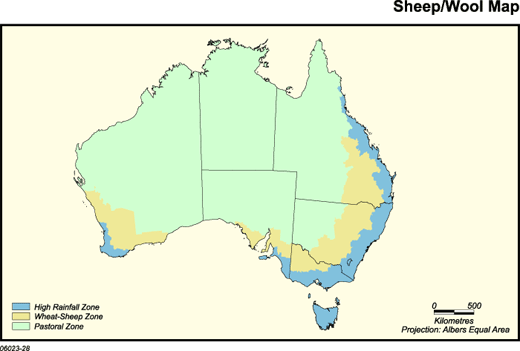 Sheep/Wool Map
High Rainfall Zone
Wheat-Sheep Zone
Pastoral Zone
0 500
Kilometres
Projection: Albers Equal Area
06023-28